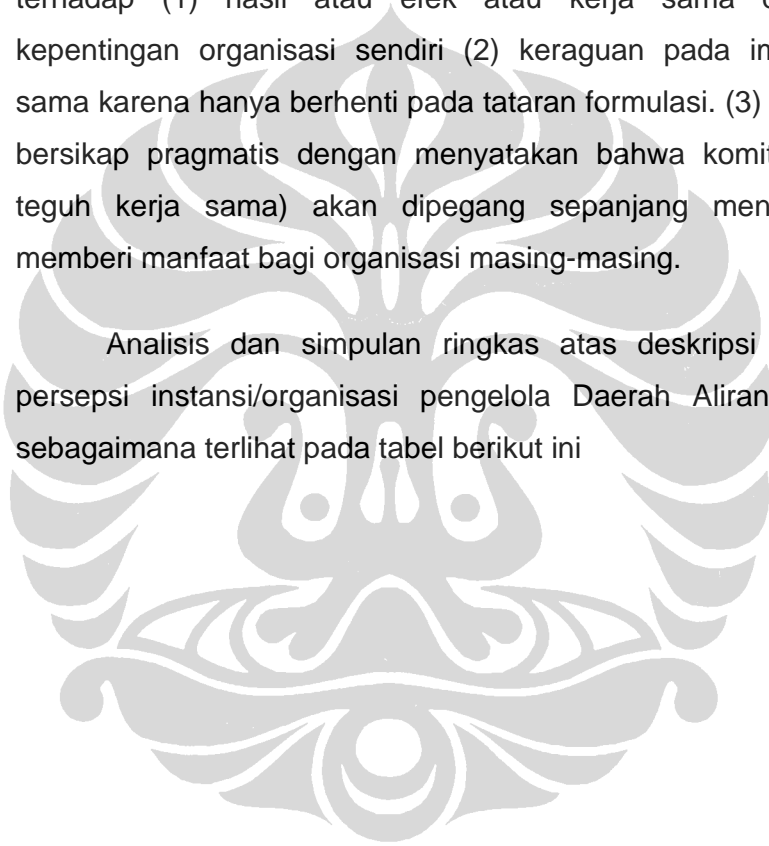 terhadap (1) hasil atau efek atau kerja sama
kepentingan organisasi sendiri (2) keraguan pada
sama karena hanya berhenti pada tataran formulasi. (3)
bersikap pragmatis dengan menyatakan bahwa
teguh kerja sama) akan dipegang sepanjang
memberi manfaat bagi organisasi masing-masing.
Analisis dan simpulan ringkas atas deskripsi
persepsi instansi/organisasi pengelola Daerah Aliran
sebagaimana terlihat pada tabel berikut ini